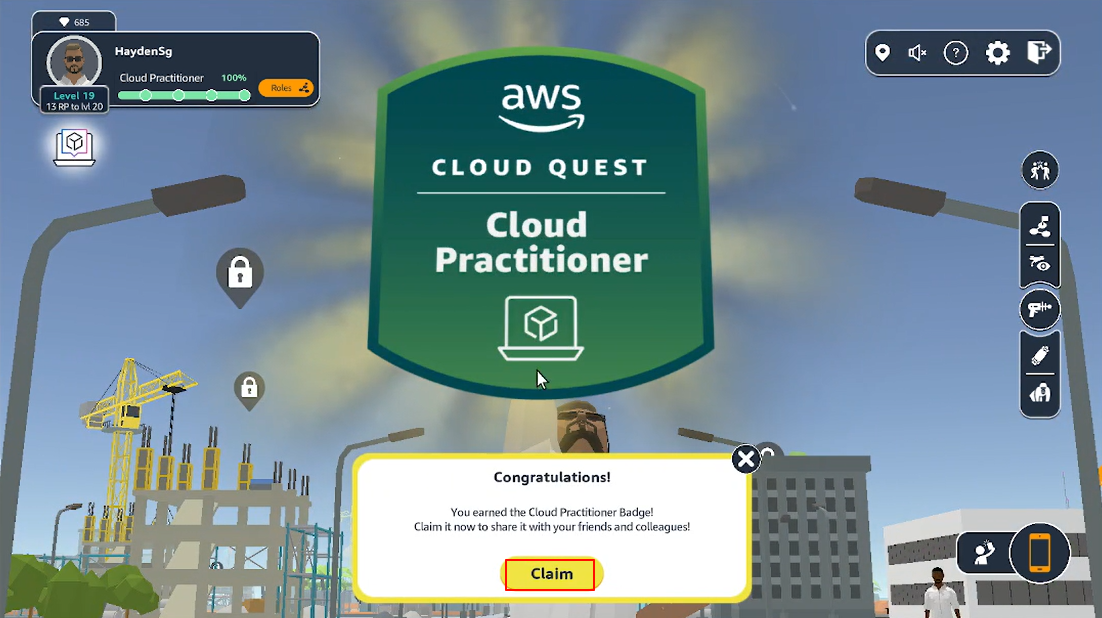 685
HaydenSg
Cloud Practitioner 100%
Roles
Level 19
13 RP to lvl 20
?
aws
CLOUD QUEST
Cloud
Practitioner
Congratulations!
You earned the Cloud Practitioner Badge!
Claim it now to share it with your friends and colleagues!
Claim